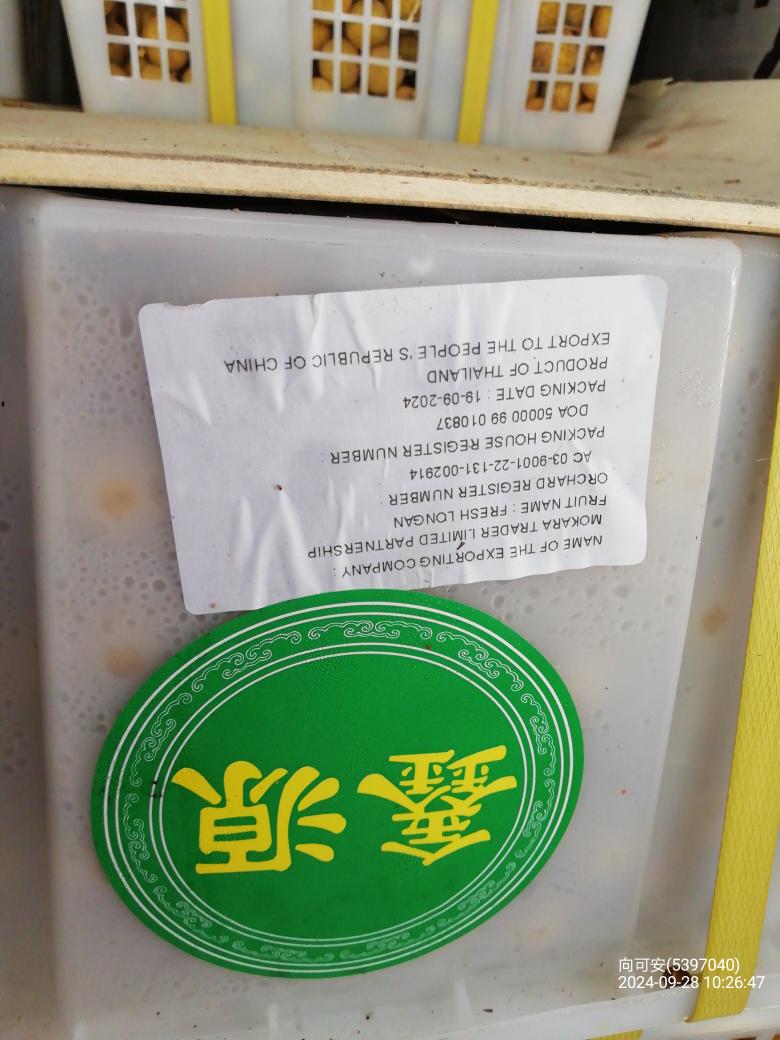 NAME OF THE EXPORTING COMPANY :
MOKARA TRADER LIMITED PARTNERSHIP
FRUIT NAME : FRESH LONGAN
ORCHARD REGISTER NUMBER
AC 03-9001-22-131-002914
PACKING HOUSE REGISTER NUMBER
DOA 50000 99 010837
PACKING DATE : 19-09-2024
PRODUCT OF THAILAND
EXPORT TO THE PEOPLE'S REPUBLIC OF CHINA
鑫源
向可安(5397040)
2024-09-28 10:26:47